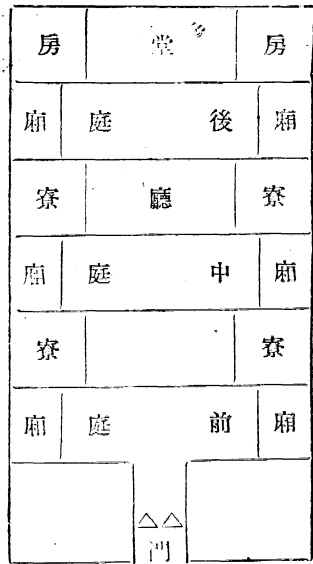 房 堂 房
廂 後庭 廂
寮 廳 寮
廂 中庭 廂
寮 寮
廂 前庭 廂
門